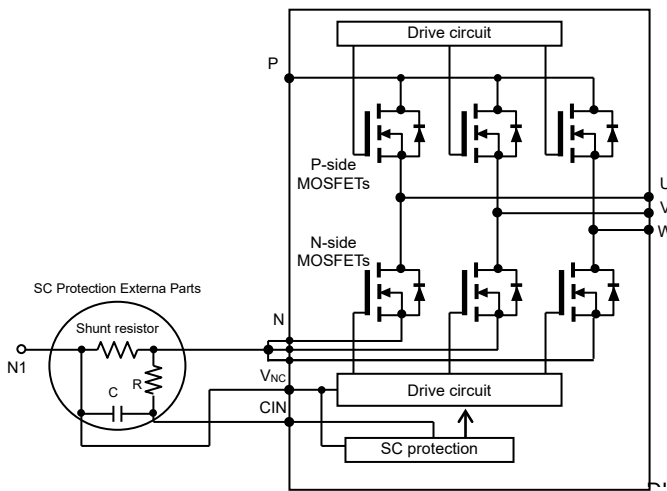 Drive circuit
P
P-side
MOSFETs
U
V
W
N-side
MOSFETs
SC Protection Externa Parts
Shunt resistor
N
N1
R
C
VNC
CIN
Drive circuit
SC protection